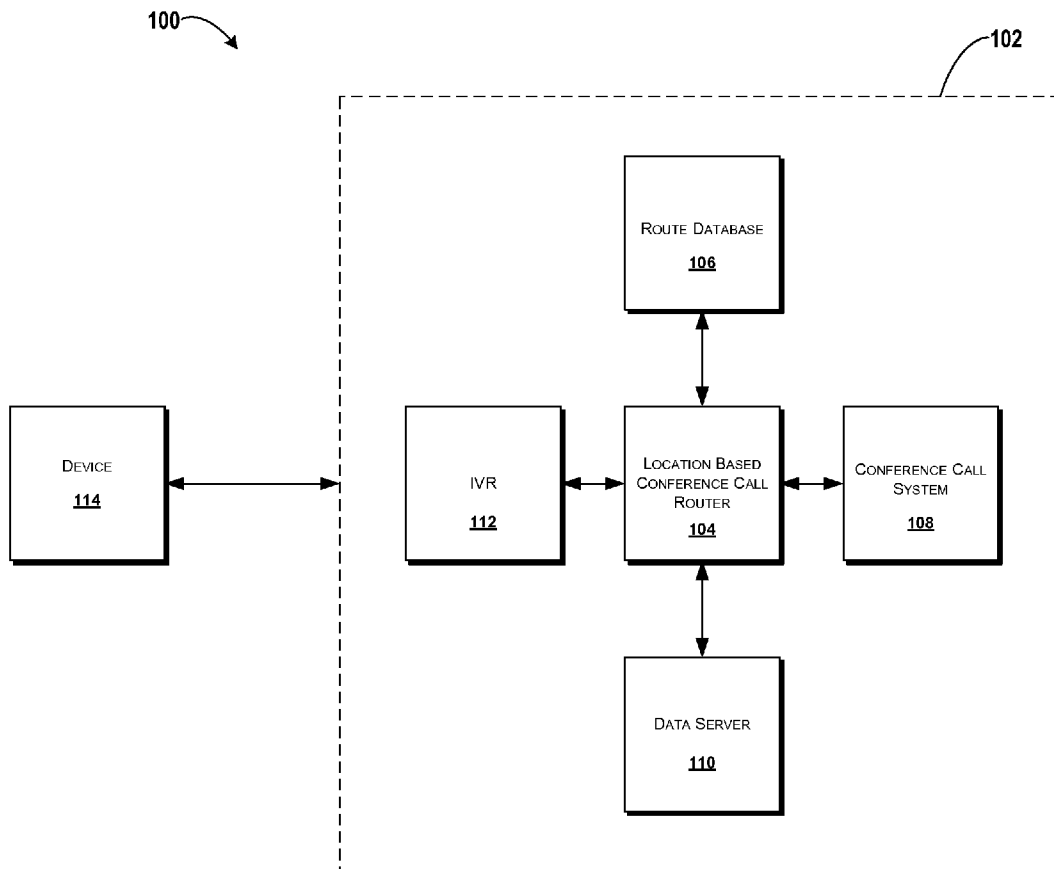 100
102
ROUTE DATABASE
106
DEVICE
114
IVR
112
LOCATION BASED
CONFERENCE CALL
ROUTER
104
CONFERENCE CALL
SYSTEM
108
DATA SERVER
110